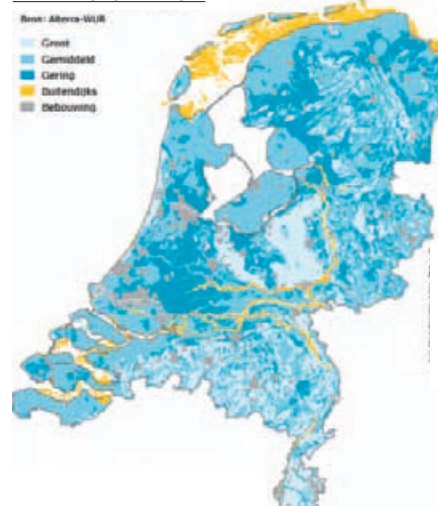 Bron: Alterra-WUR
Groot
Gemiddeld
Gering
Buitendijks
Bebouwing